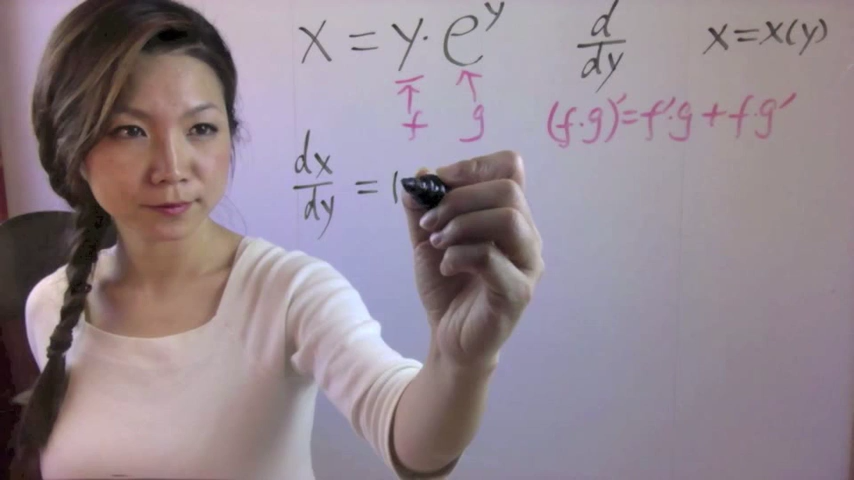 x = y · e^y   d/dy   x = x(y)
f   g   (f·g)' = f'·g + f·g'
dx/dy = 1